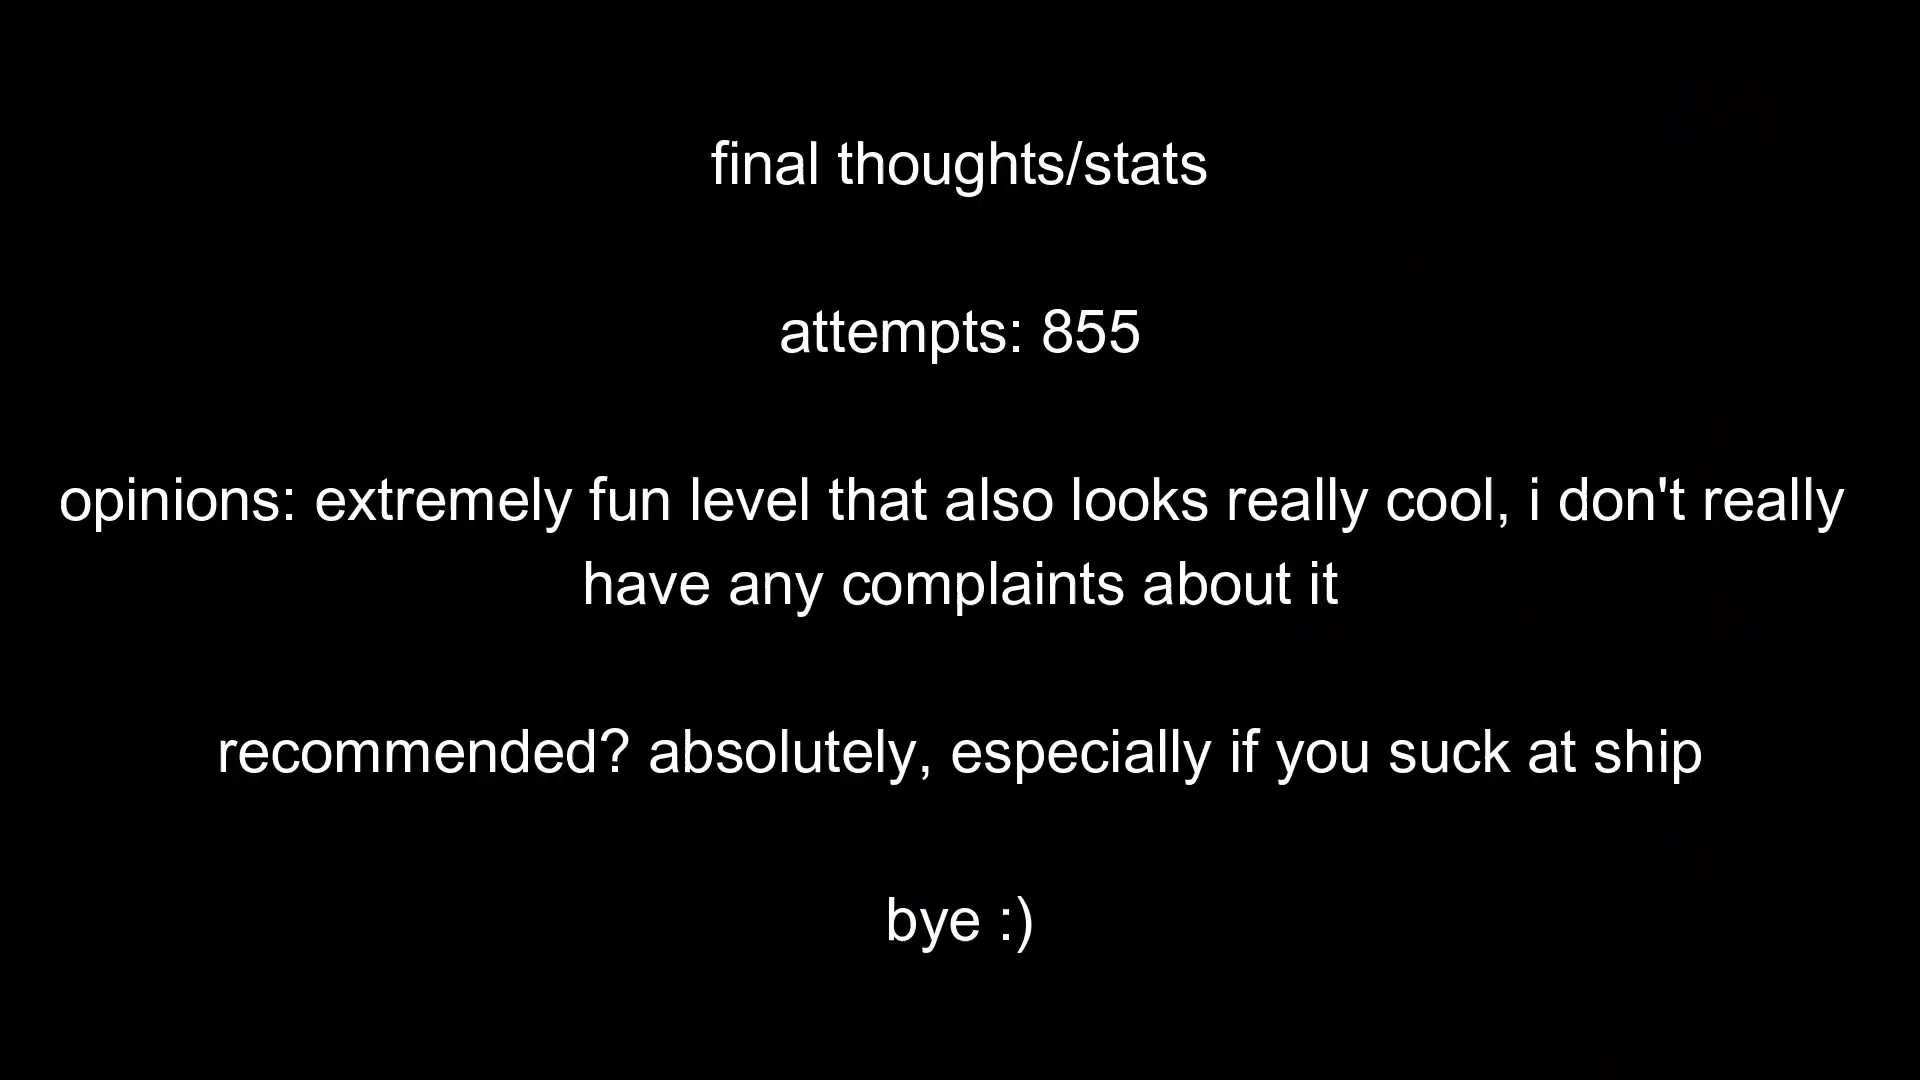 final thoughts/stats
attempts: 855
opinions: extremely fun level that also looks really cool, i don't really
have any complaints about it
recommended? absolutely, especially if you suck at ship
bye :)